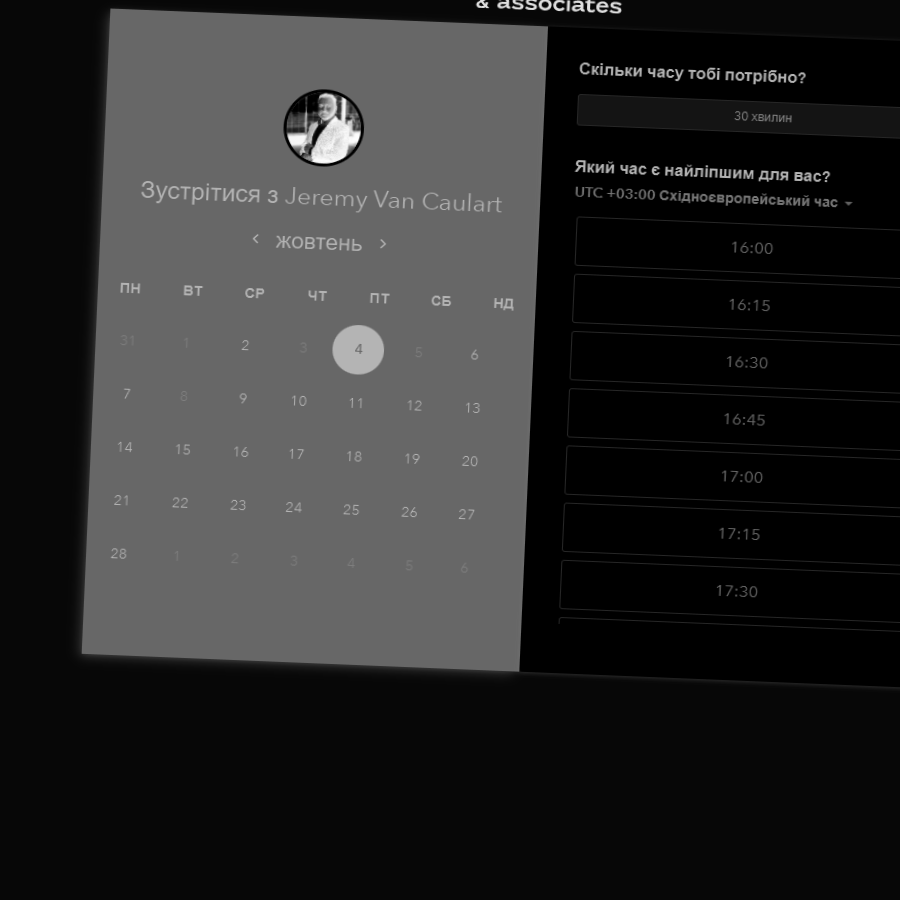 & associates
Зустрітися з Jeremy Van Caulart
жовтень
ПН ВТ СР ЧТ ПТ СБ НД
31 1 2 3 4 5 6
7 8 9 10 11 12 13
14 15 16 17 18 19 20
21 22 23 24 25 26 27
28 1 2 3 4 5 6
Скільки часу тобі потрібно?
30 хвилин
Який час є найліпшим для вас?
UTC +03:00 Східноєвропейський час
16:00
16:15
16:30
16:45
17:00
17:15
17:30